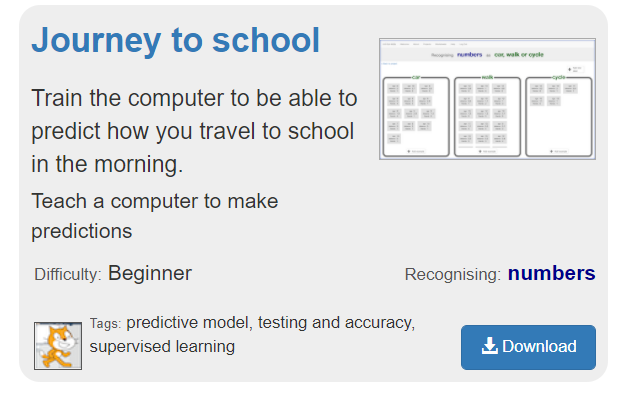 Journey to school
Train the computer to be able to
predict how you travel to school
in the morning.
Teach a computer to make
predictions
Recognising numbers as car, walk or cycle
car
walk
cycle
Difficulty: Beginner
Recognising: numbers
Tags: predictive model, testing and accuracy,
supervised learning
Download